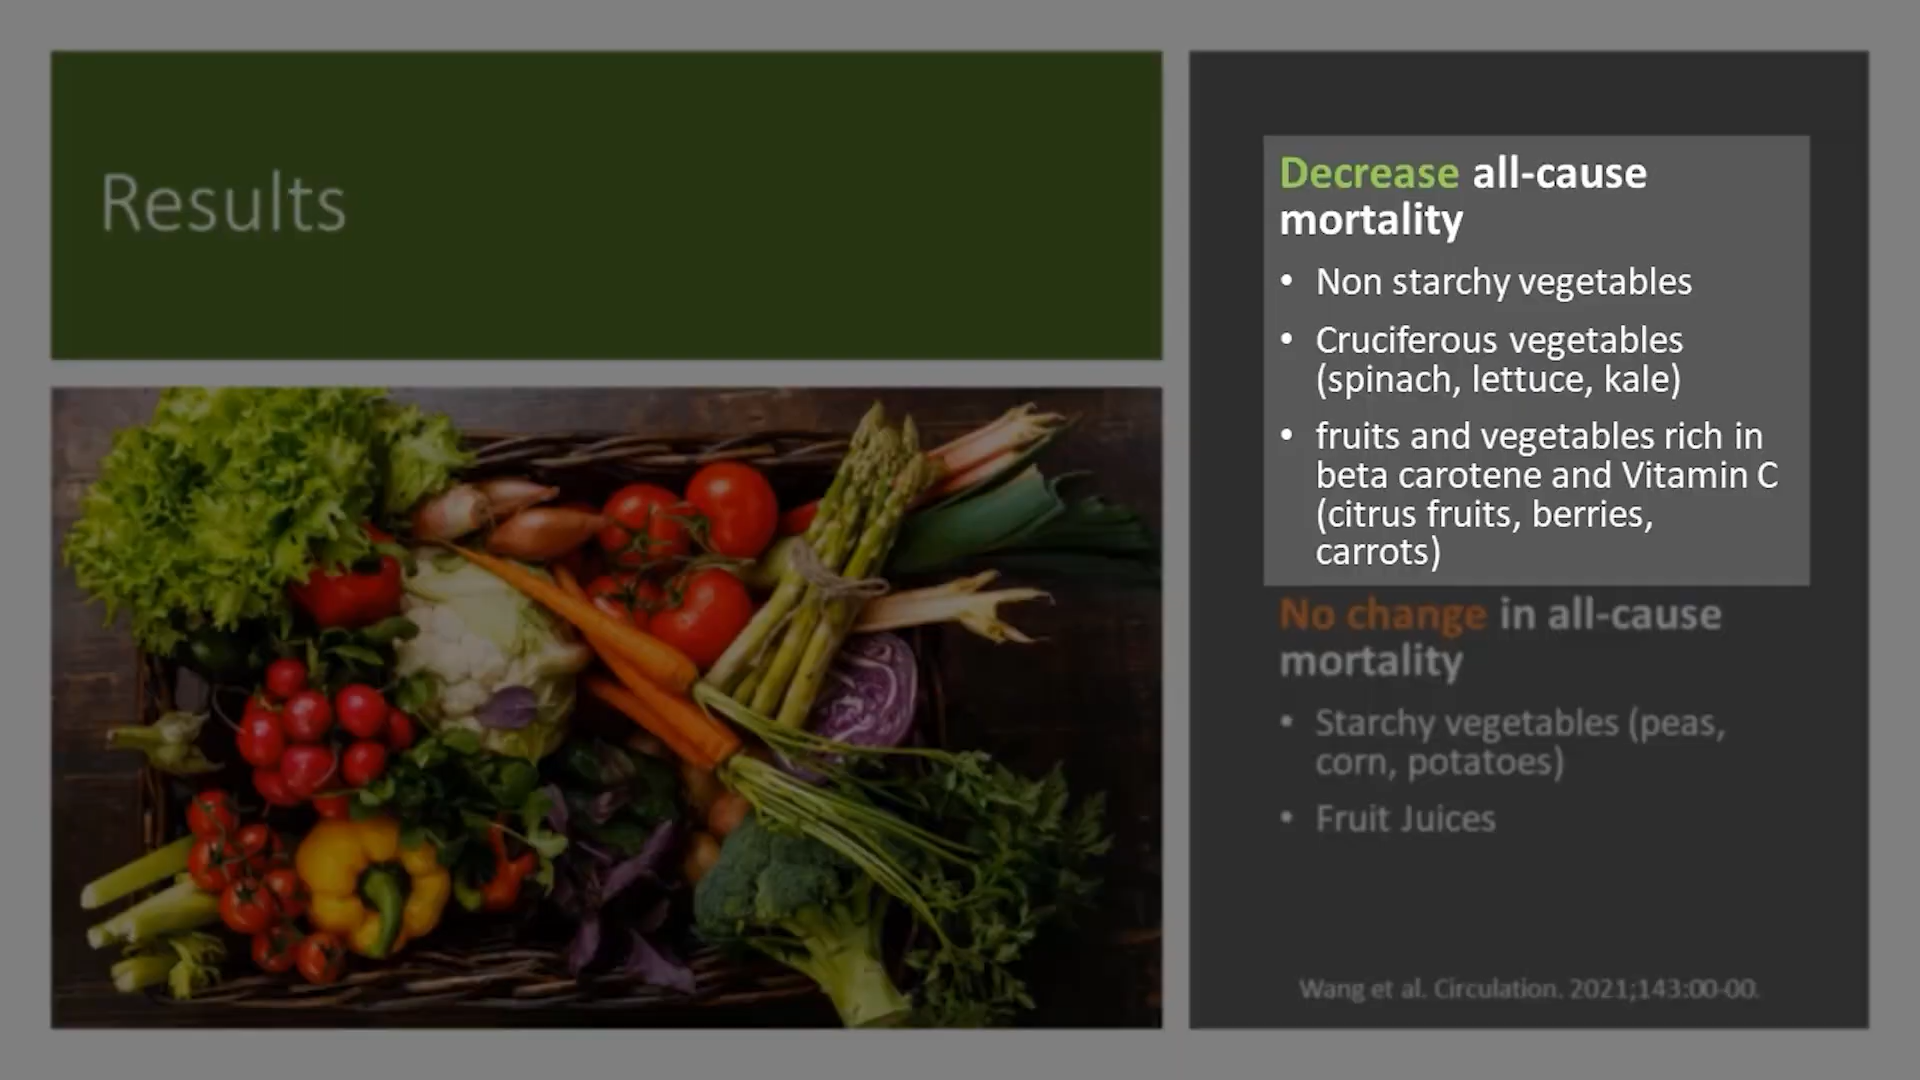 Results
Decrease all-cause
mortality
• Non starchy vegetables
• Cruciferous vegetables
(spinach, lettuce, kale)
• fruits and vegetables rich in
beta carotene and Vitamin C
(citrus fruits, berries,
carrots)
No change in all-cause
mortality
• Starchy vegetables (peas,
corn, potatoes)
• Fruit Juices
Wang et al. Circulation. 2021;143:00-00.